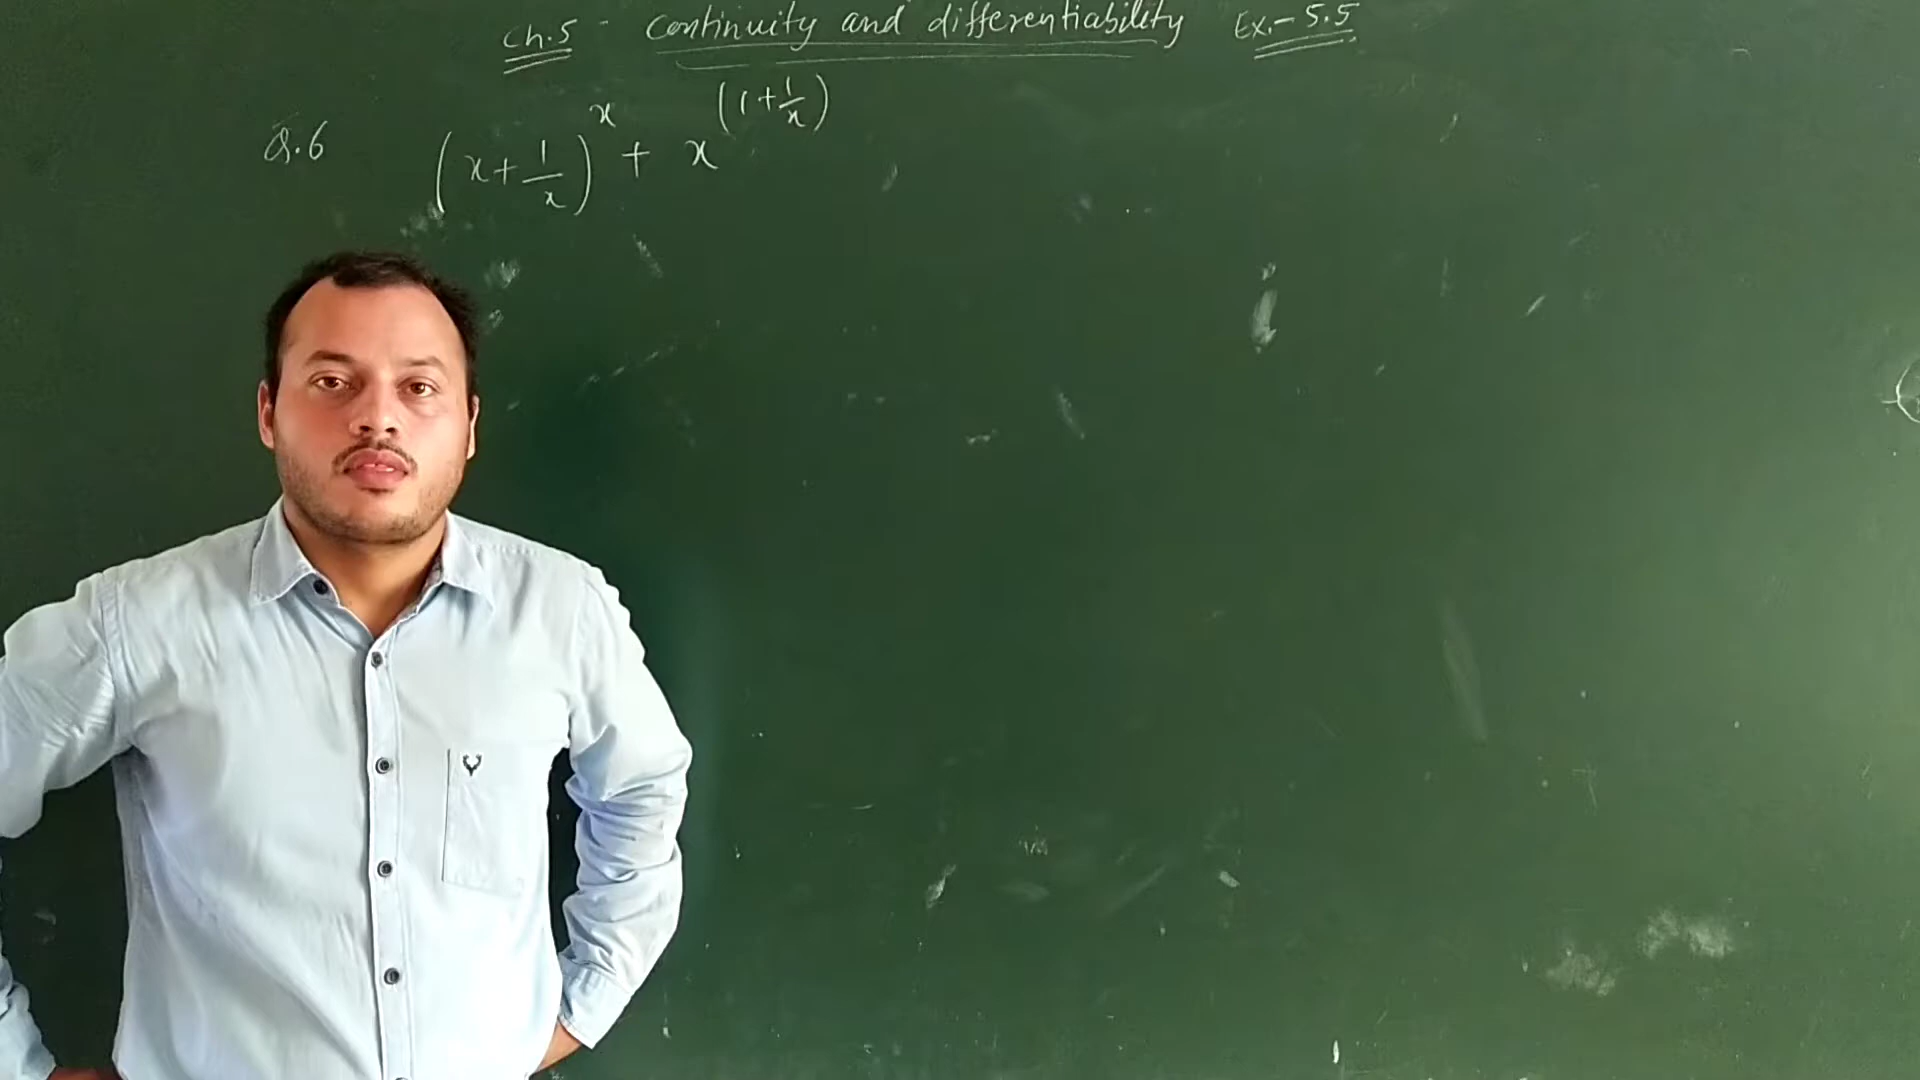 Ch.5 - Continuity and differentiability Ex.- 5.5
Q.6 (x + 1/x)^x + x^(1 + 1/x)